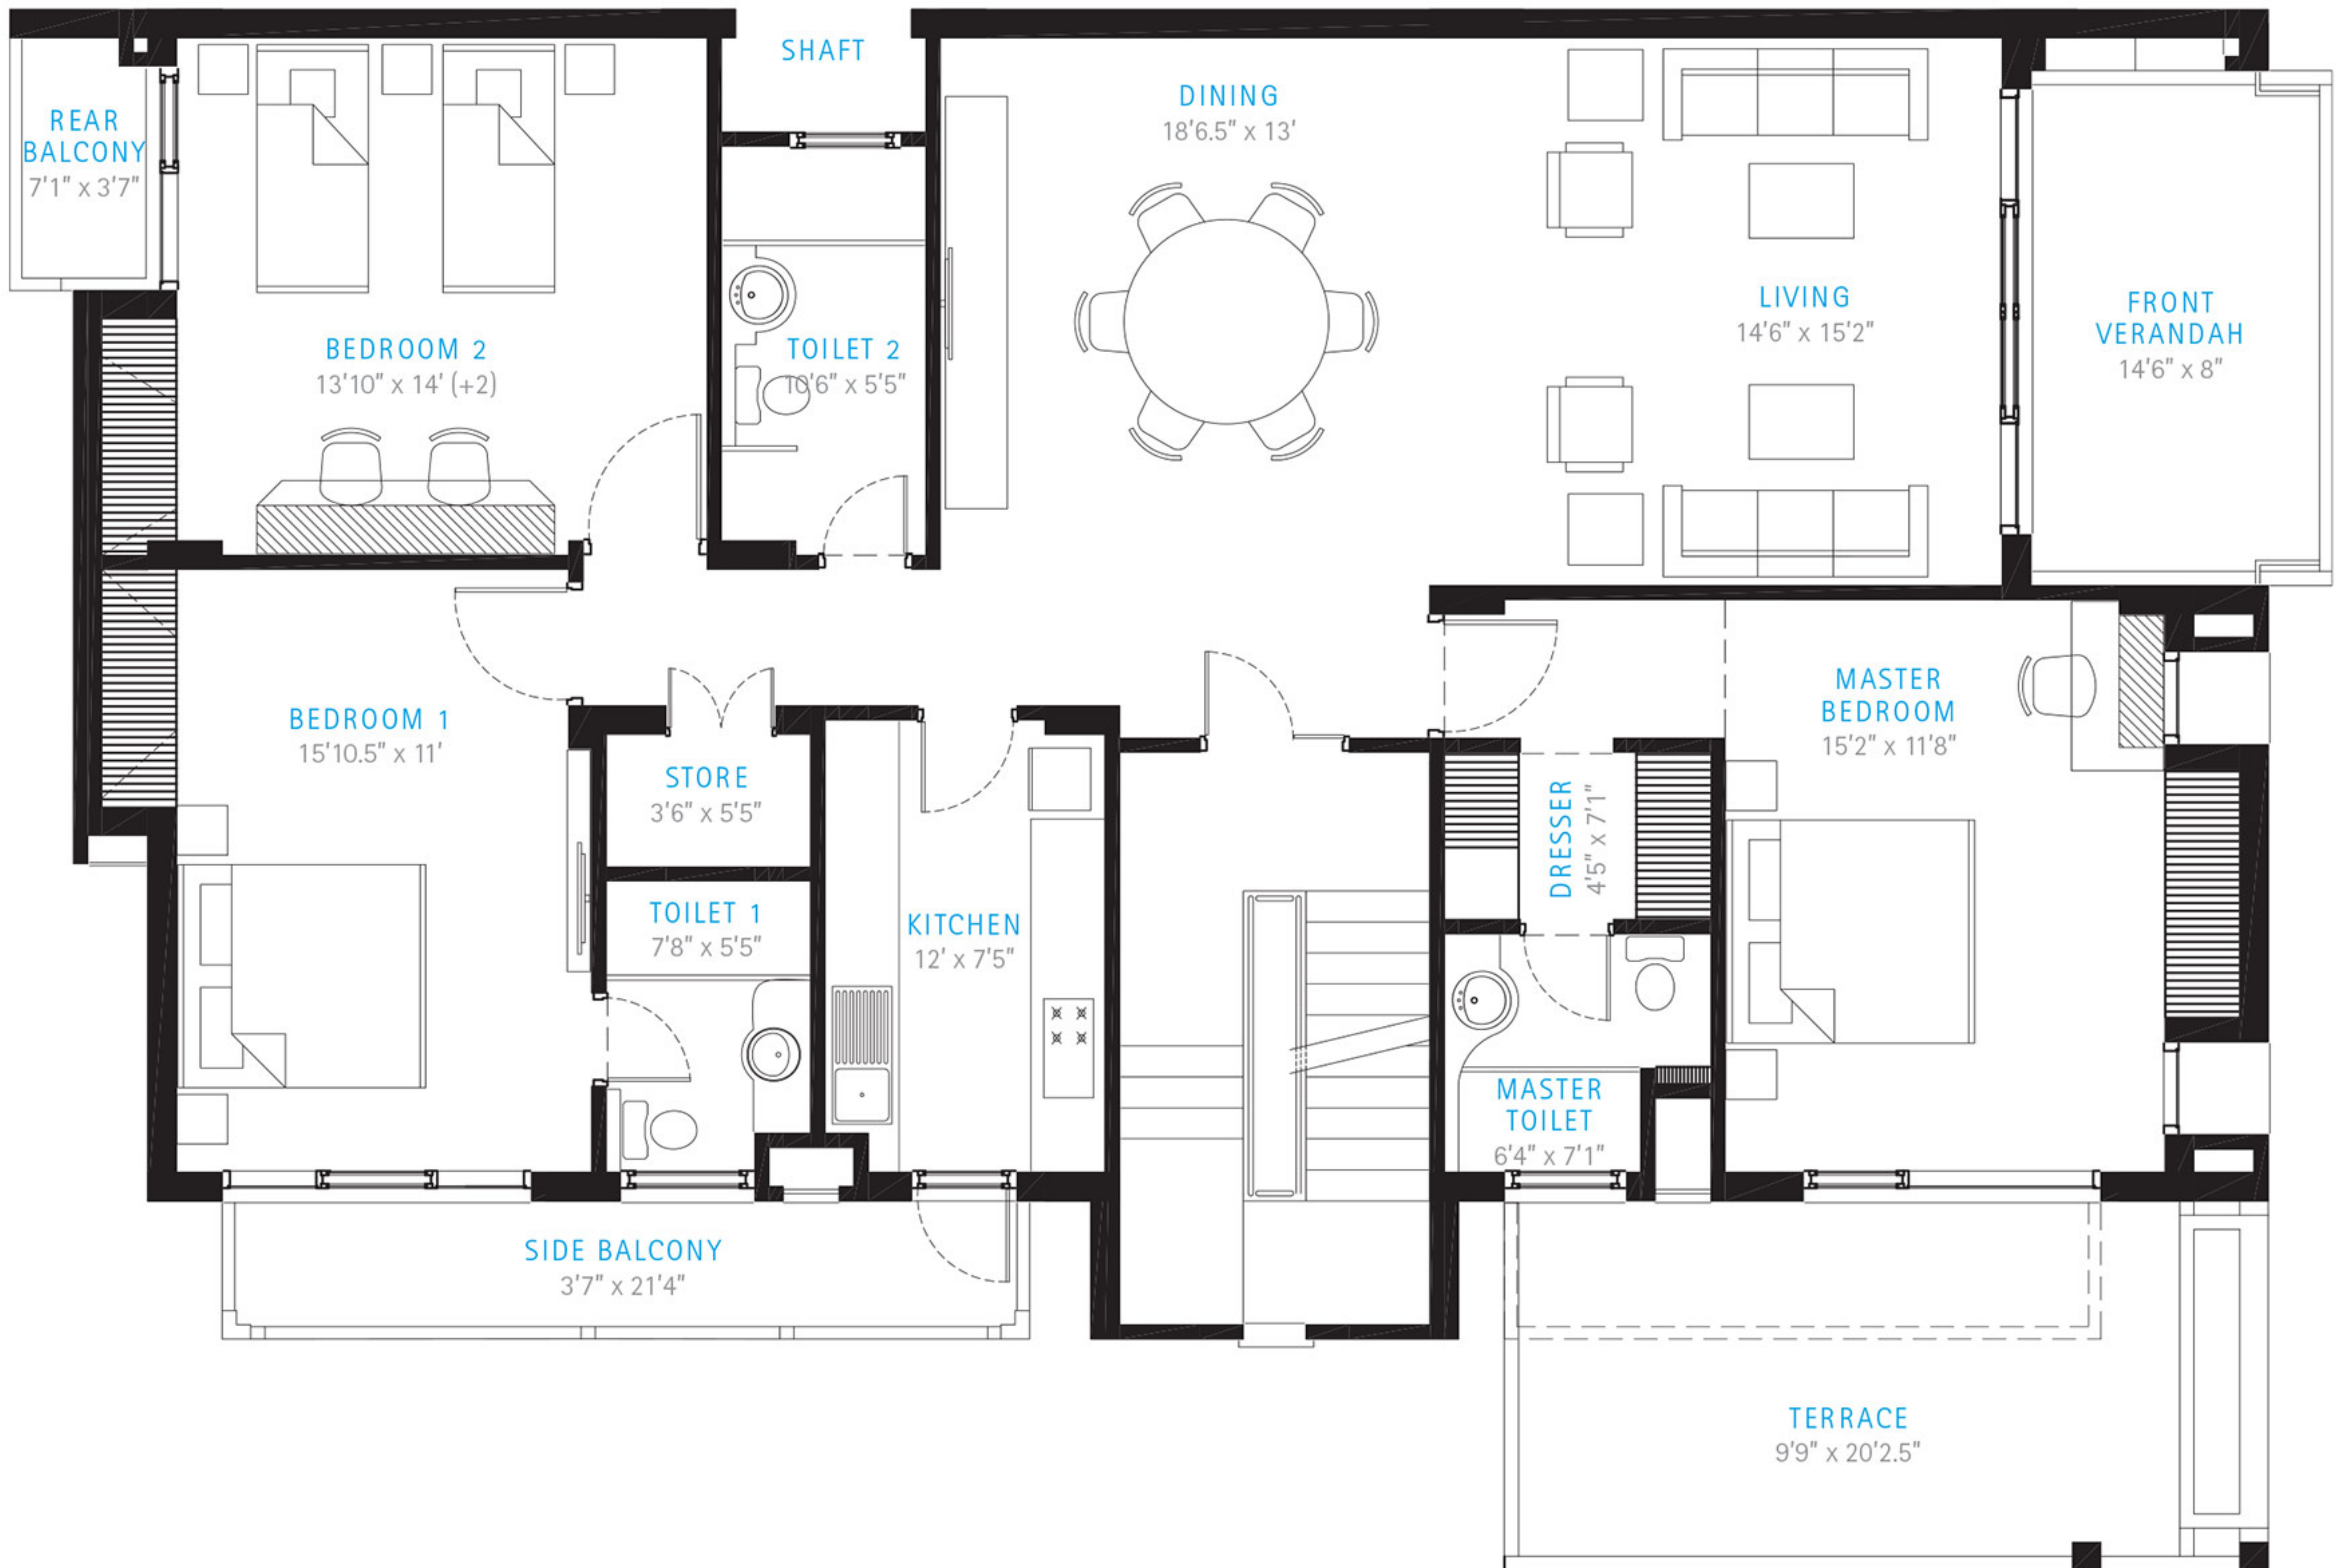 SHAFT
REAR
BALCONY
7'1" x 3'7"
DINING
18'6.5" x 13'
LIVING
14'6" x 15'2"
FRONT
VERANDAH
14'6" x 8"
BEDROOM 2
13'10" x 14' (+2)
TOILET 2
10'6" x 5'5"
BEDROOM 1
15'10.5" x 11'
STORE
3'6" x 5'5"
TOILET 1
7'8" x 5'5"
KITCHEN
12' x 7'5"
DRESSER
4'5" x 7'1"
MASTER
BEDROOM
15'2" x 11'8"
MASTER
TOILET
6'4" x 7'1"
SIDE BALCONY
3'7" x 21'4"
TERRACE
9'9" x 20'2.5"